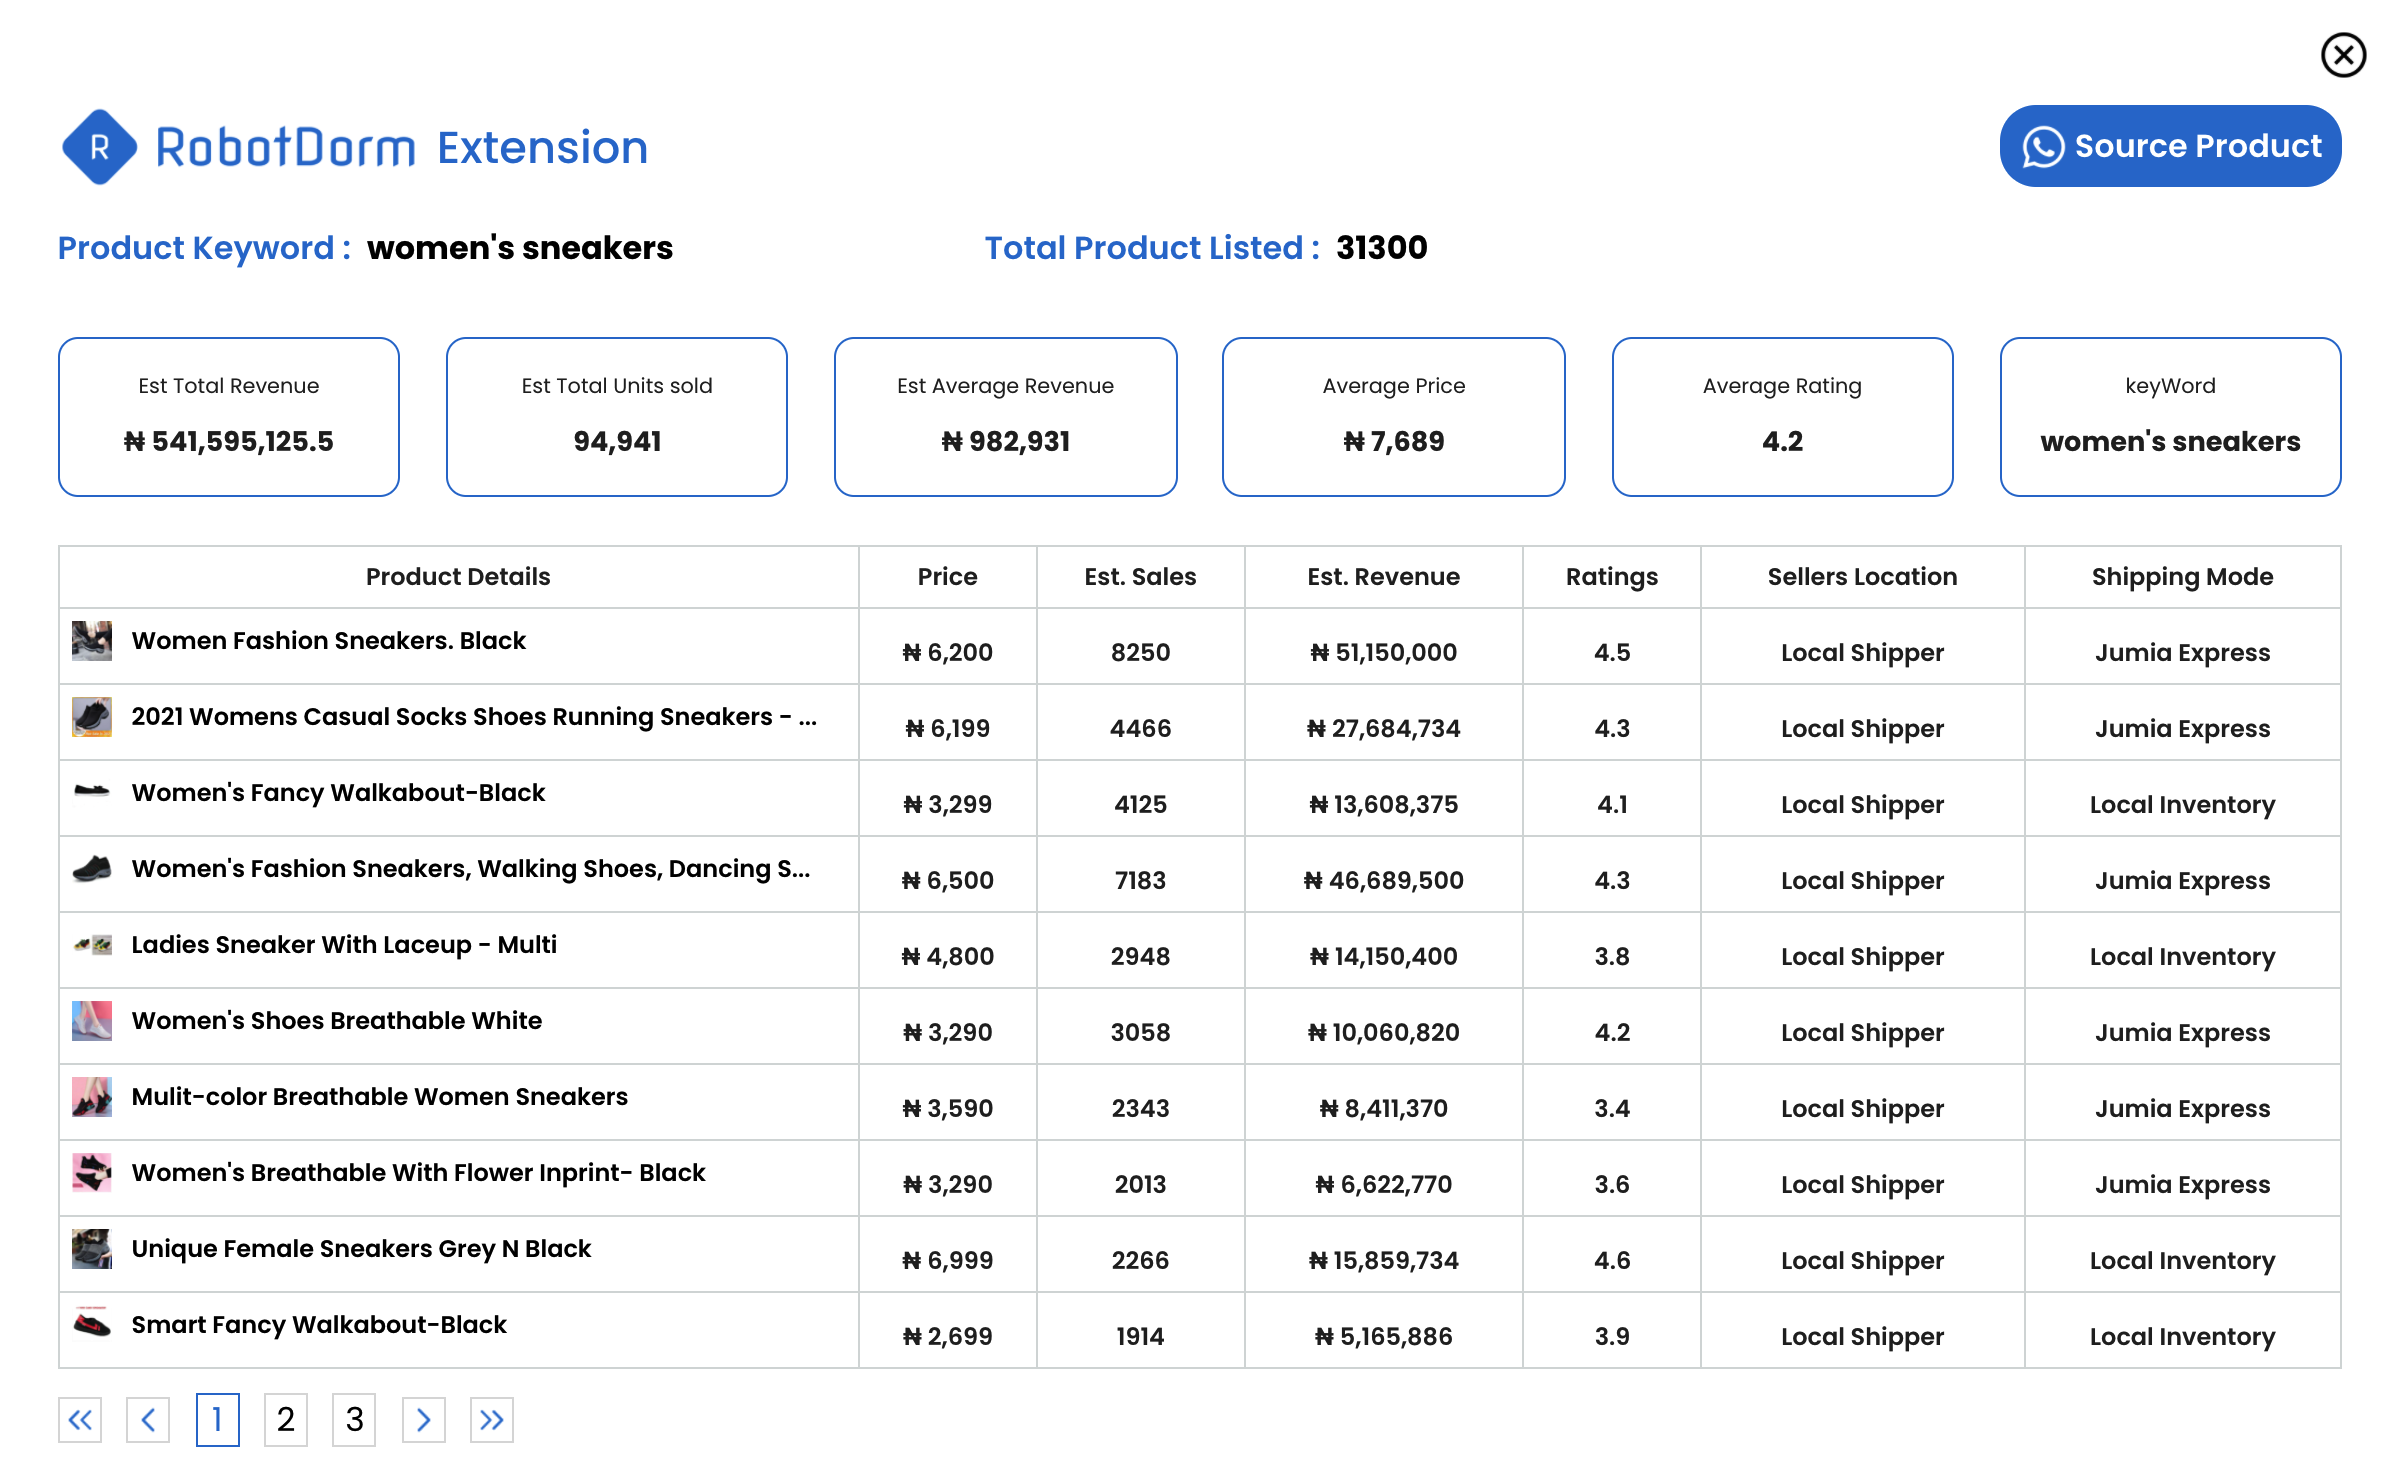 R RobotDorm Extension
Source Product
Product Keyword : women's sneakers
Total Product Listed : 31300
Est Total Revenue
₦ 541,595,125.5
Est Total Units sold
94,941
Est Average Revenue
₦ 982,931
Average Price
₦ 7,689
Average Rating
4.2
keyWord
women's sneakers
Product Details Price Est. Sales Est. Revenue Ratings Sellers Location Shipping Mode
Women Fashion Sneakers. Black ₦ 6,200 8250 ₦ 51,150,000 4.5 Local Shipper Jumia Express
2021 Womens Casual Socks Shoes Running Sneakers - ... ₦ 6,199 4466 ₦ 27,684,734 4.3 Local Shipper Jumia Express
Women's Fancy Walkabout-Black ₦ 3,299 4125 ₦ 13,608,375 4.1 Local Shipper Local Inventory
Women's Fashion Sneakers, Walking Shoes, Dancing S... ₦ 6,500 7183 ₦ 46,689,500 4.3 Local Shipper Jumia Express
Ladies Sneaker With Laceup - Multi ₦ 4,800 2948 ₦ 14,150,400 3.8 Local Shipper Local Inventory
Women's Shoes Breathable White ₦ 3,290 3058 ₦ 10,060,820 4.2 Local Shipper Jumia Express
Mulit-color Breathable Women Sneakers ₦ 3,590 2343 ₦ 8,411,370 3.4 Local Shipper Jumia Express
Women's Breathable With Flower Inprint- Black ₦ 3,290 2013 ₦ 6,622,770 3.6 Local Shipper Jumia Express
Unique Female Sneakers Grey N Black ₦ 6,999 2266 ₦ 15,859,734 4.6 Local Shipper Local Inventory
Smart Fancy Walkabout-Black ₦ 2,699 1914 ₦ 5,165,886 3.9 Local Shipper Local Inventory
1 2 3